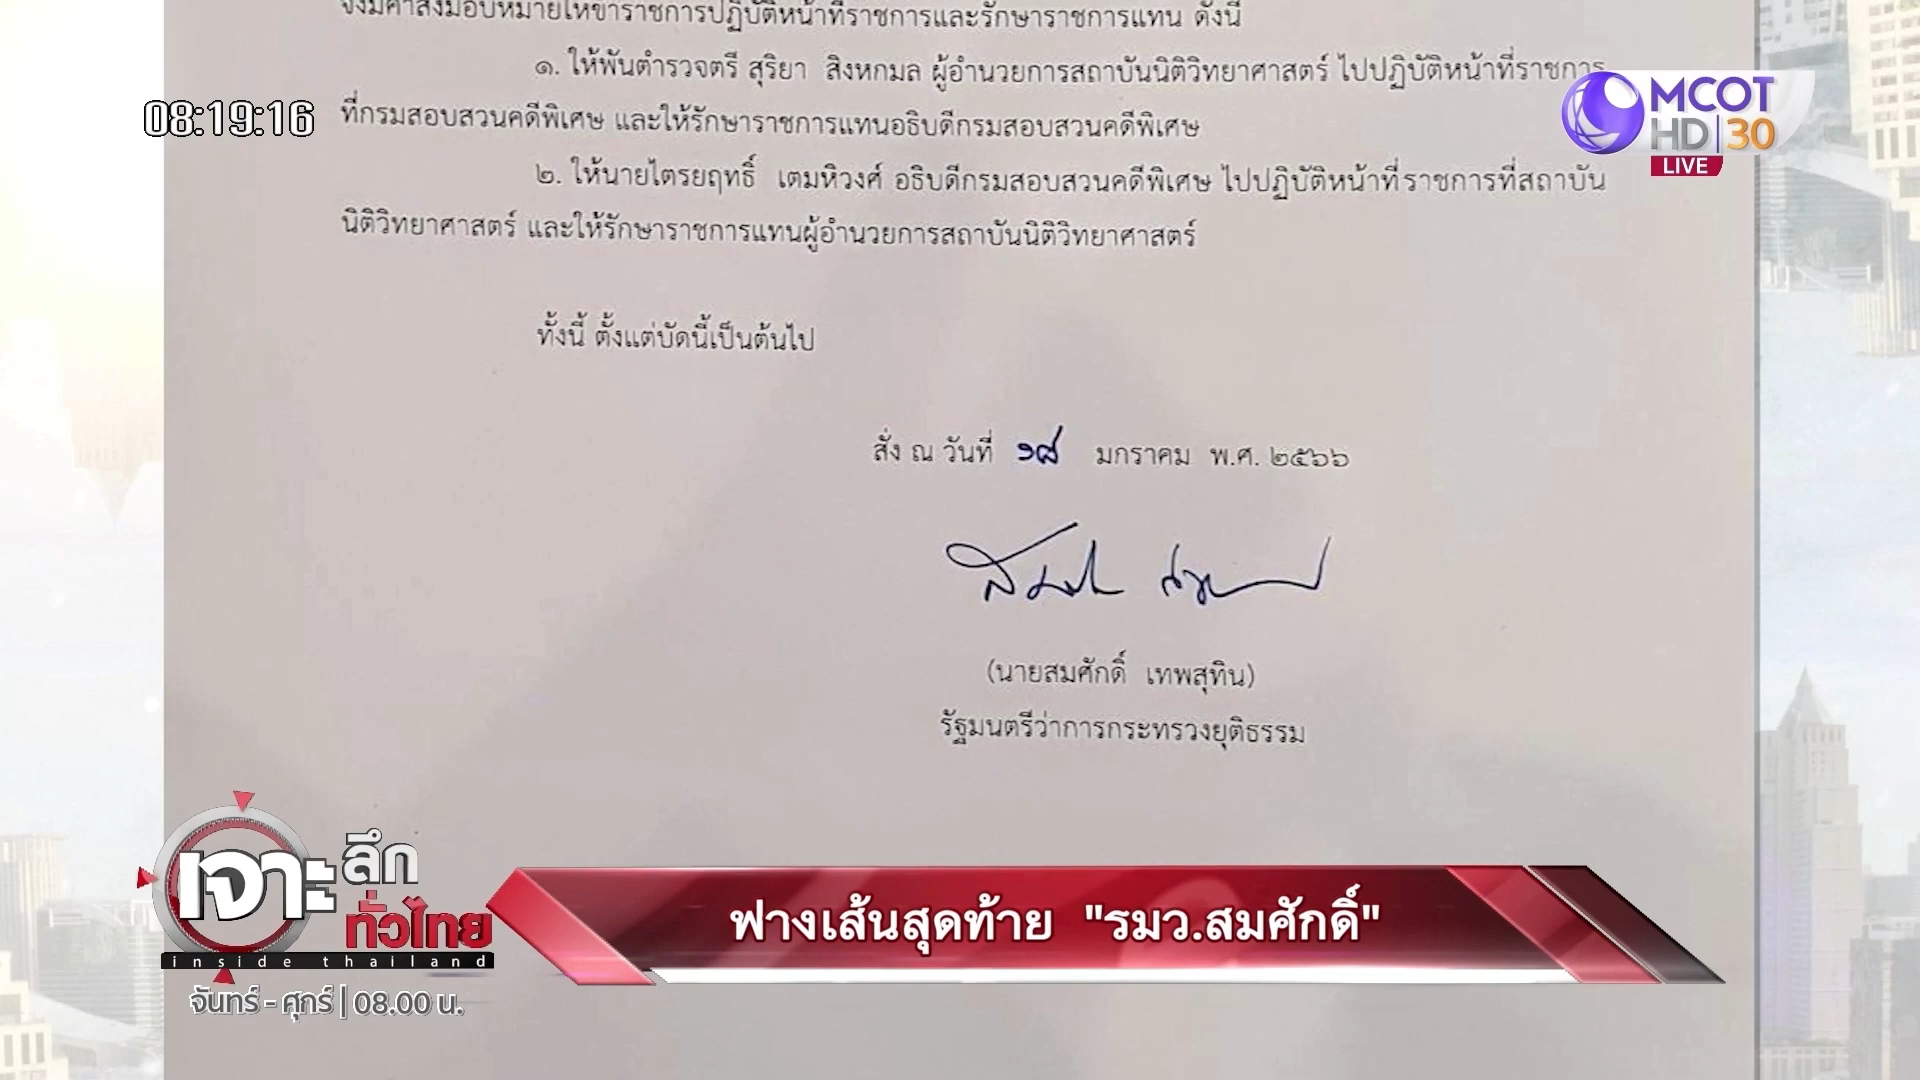 จึงมีคำสั่งมอบหมายให้ข้าราชการปฏิบัติหน้าที่ราชการและรักษาราชการแทน ดังนี้
๑. ให้พันตำรวจตรี สุริยา สิงหกมล ผู้อำนวยการสถาบันนิติวิทยาศาสตร์ ไปปฏิบัติหน้าที่ราชการ
ที่กรมสอบสวนคดีพิเศษ และให้รักษาราชการแทนอธิบดีกรมสอบสวนคดีพิเศษ
๒. ให้นายไตรยฤทธิ์ เตมหิวงศ์ อธิบดีกรมสอบสวนคดีพิเศษ ไปปฏิบัติหน้าที่ราชการที่สถาบัน
นิติวิทยาศาสตร์ และให้รักษาราชการแทนผู้อำนวยการสถาบันนิติวิทยาศาสตร์
ทั้งนี้ ตั้งแต่บัดนี้เป็นต้นไป
สั่ง ณ วันที่ ๑๘ มกราคม พ.ศ. ๒๕๖๖
(นายสมศักดิ์ เทพสุทิน)
รัฐมนตรีว่าการกระทรวงยุติธรรม
08:19:16
MCOT
HD|30
LIVE
เจาะลึก
ทั่วไทย
inside thailand
จันทร์ - ศุกร์ | 08.00 น.
ฟางเส้นสุดท้าย "รมว.สมศักดิ์"